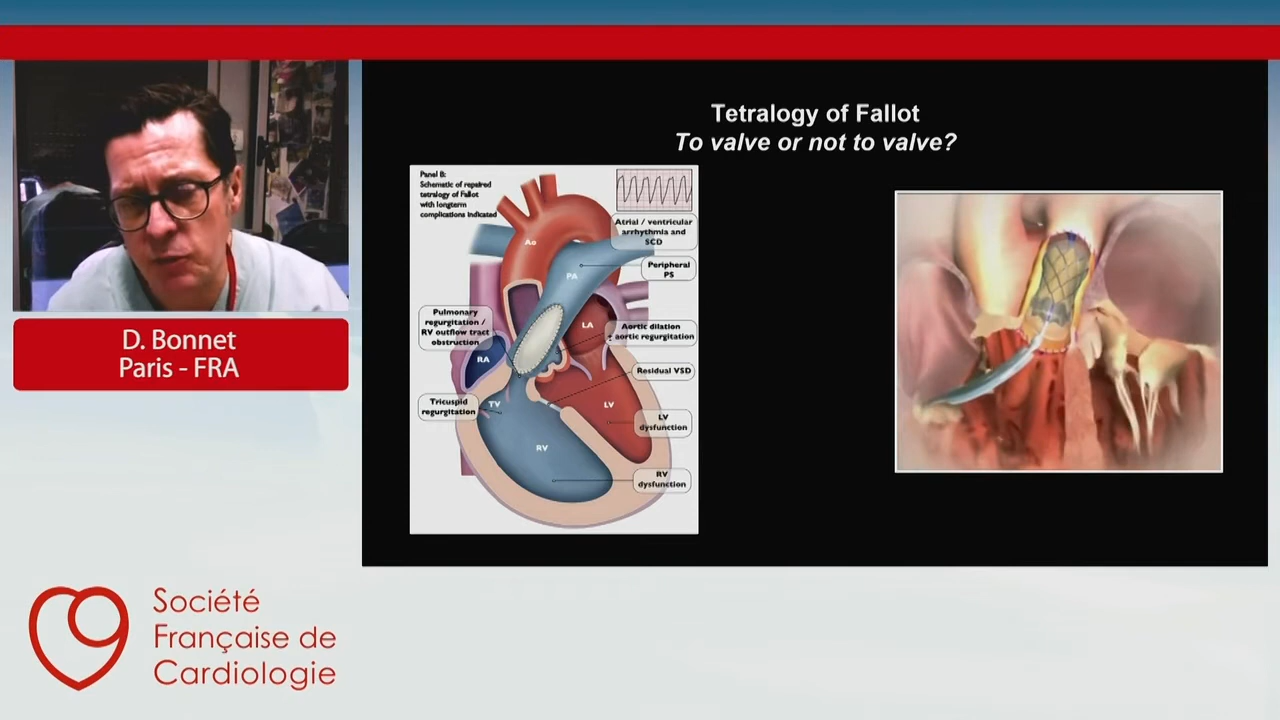 Tetralogy of Fallot
To valve or not to valve?
Panel B:
Schematic of repaired
tetralogy of Fallot
with longterm
complications indicated
Atrial / ventricular
arrhythmia and
SCD
Ao
PA
Peripheral
PS
Pulmonary
regurgitation /
RV outflow tract
obstruction
LA
Aortic dilation
aortic regurgitation
RA
Residual VSD
Tricuspid
regurgitation
TV
LV
LV
dysfunction
RV
RV
dysfunction
D. Bonnet
Paris - FRA
Société
Française de
Cardiologie